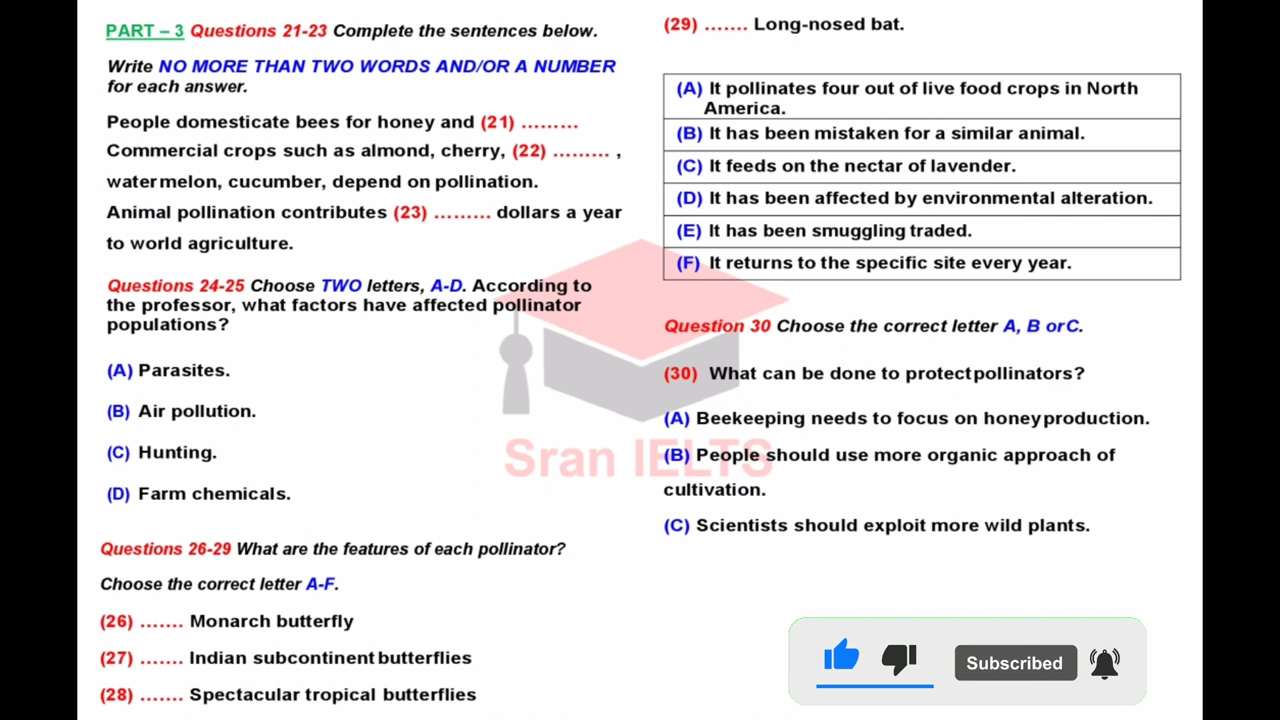 PART – 3 Questions 21-23 Complete the sentences below.
Write NO MORE THAN TWO WORDS AND/OR A NUMBER
for each answer.
People domesticate bees for honey and (21) ………
Commercial crops such as almond, cherry, (22) ……… ,
watermelon, cucumber, depend on pollination.
Animal pollination contributes (23) ……… dollars a year
to world agriculture.
Questions 24-25 Choose TWO letters, A-D. According to
the professor, what factors have affected pollinator
populations?
(A) Parasites.
(B) Air pollution.
(C) Hunting.
(D) Farm chemicals.
Questions 26-29 What are the features of each pollinator?
Choose the correct letter A-F.
(26) ……. Monarch butterfly
(27) ……. Indian subcontinent butterflies
(28) ……. Spectacular tropical butterflies
(29) ……. Long-nosed bat.
(A) It pollinates four out of live food crops in North
America.
(B) It has been mistaken for a similar animal.
(C) It feeds on the nectar of lavender.
(D) It has been affected by environmental alteration.
(E) It has been smuggling traded.
(F) It returns to the specific site every year.
Question 30 Choose the correct letter A, B or C.
(30) What can be done to protect pollinators?
(A) Beekeeping needs to focus on honey production.
(B) People should use more organic approach of
cultivation.
(C) Scientists should exploit more wild plants.
Sran IELTS
Subscribed